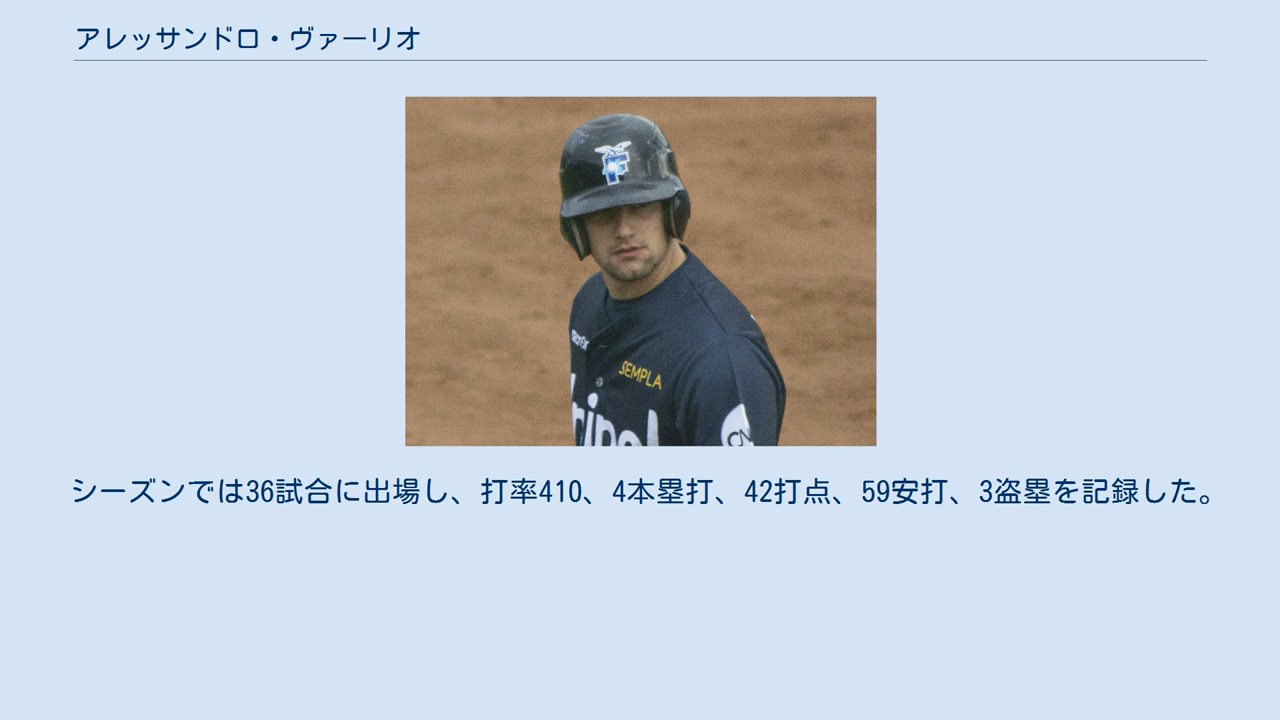 アレッサンドロ・ヴァーリオ
F
SEMPLA
シーズンでは36試合に出場し、打率410、4本塁打、42打点、59安打、3盗塁を記録した。